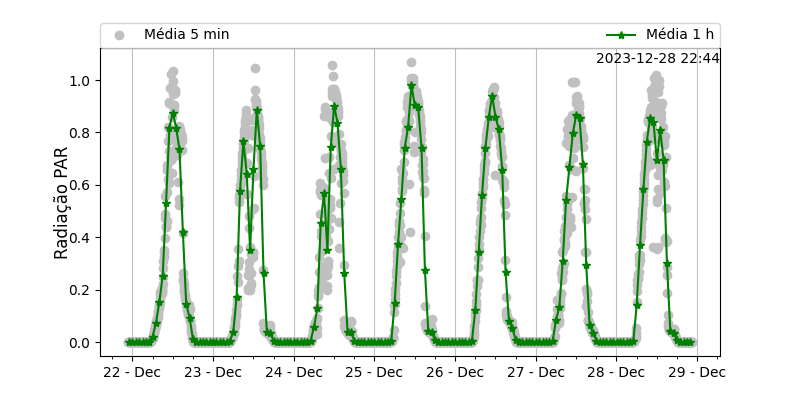 Média 5 min
Média 1 h
2023-12-28 22:44
Radiação PAR
1.0
0.8
0.6
0.4
0.2
0.0
22 - Dec
23 - Dec
24 - Dec
25 - Dec
26 - Dec
27 - Dec
28 - Dec
29 - Dec